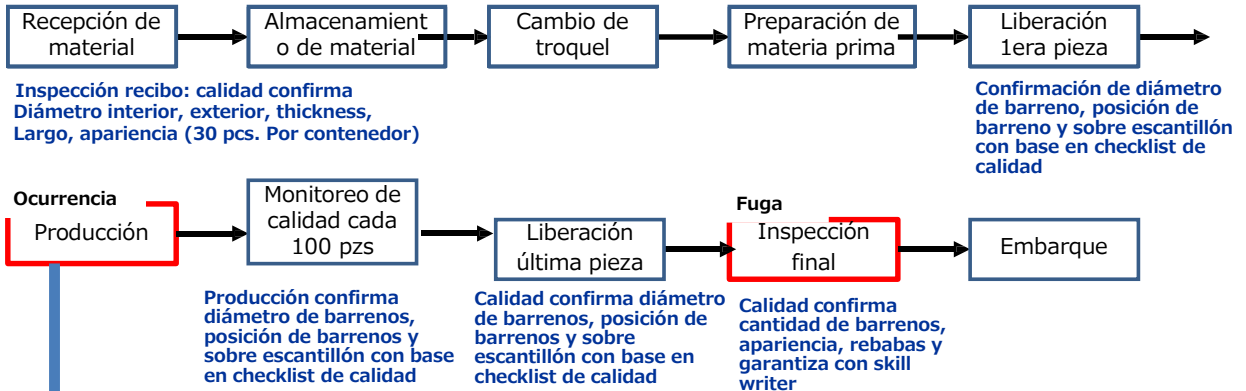 Recepción de
material
Almacenamient
o de material
Cambio de
troquel
Preparación de
materia prima
Liberación
1era pieza
Inspección recibo: calidad confirma
Diámetro interior, exterior, thickness,
Largo, apariencia (30 pcs. Por contenedor)
Confirmación de diámetro
de barreno, posición de
barreno y sobre escantillón
con base en checklist de
calidad
Ocurrencia
Producción
Monitoreo de
calidad cada
100 pzs
Liberación
última pieza
Fuga
Inspección
final
Embarque
Producción confirma
diámetro de barrenos,
posición de barrenos y
sobre escantillón con base
en checklist de calidad
Calidad confirma diámetro
de barrenos, posición de
barrenos y sobre
escantillón con base en
checklist de calidad
Calidad confirma
cantidad de barrenos,
apariencia, rebabas y
garantiza con skill
writer